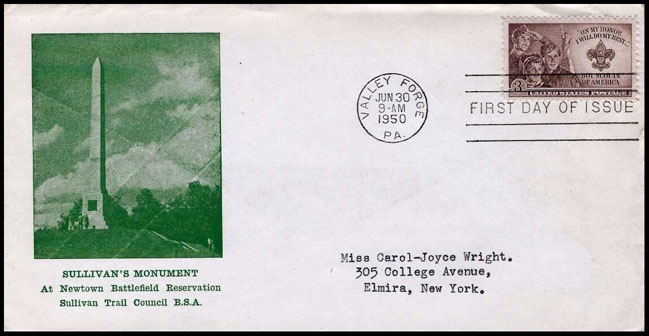 "ON MY HONOR
I WILL DO MY BEST..."
BOY SCOUTS
OF AMERICA
3¢ UNITED STATES POSTAGE
VALLEY FORGE
JUN 30
9-AM
1950
PA.
FIRST DAY OF ISSUE
SULLIVAN'S MONUMENT
At Newtown Battlefield Reservation
Sullivan Trail Council B.S.A.
Miss Carol-Joyce Wright.
305 College Avenue,
Elmira, New York.